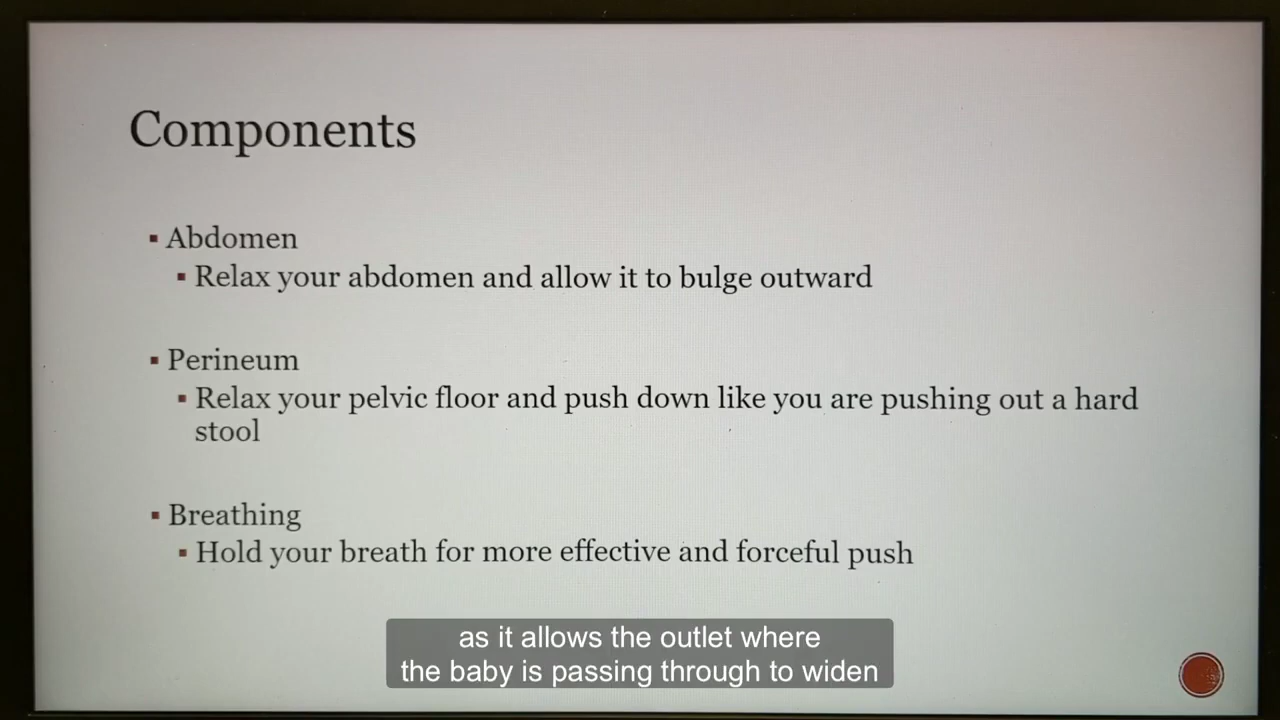 Components
▪ Abdomen
▪ Relax your abdomen and allow it to bulge outward
▪ Perineum
▪ Relax your pelvic floor and push down like you are pushing out a hard
stool
▪ Breathing
▪ Hold your breath for more effective and forceful push
as it allows the outlet where
the baby is passing through to widen